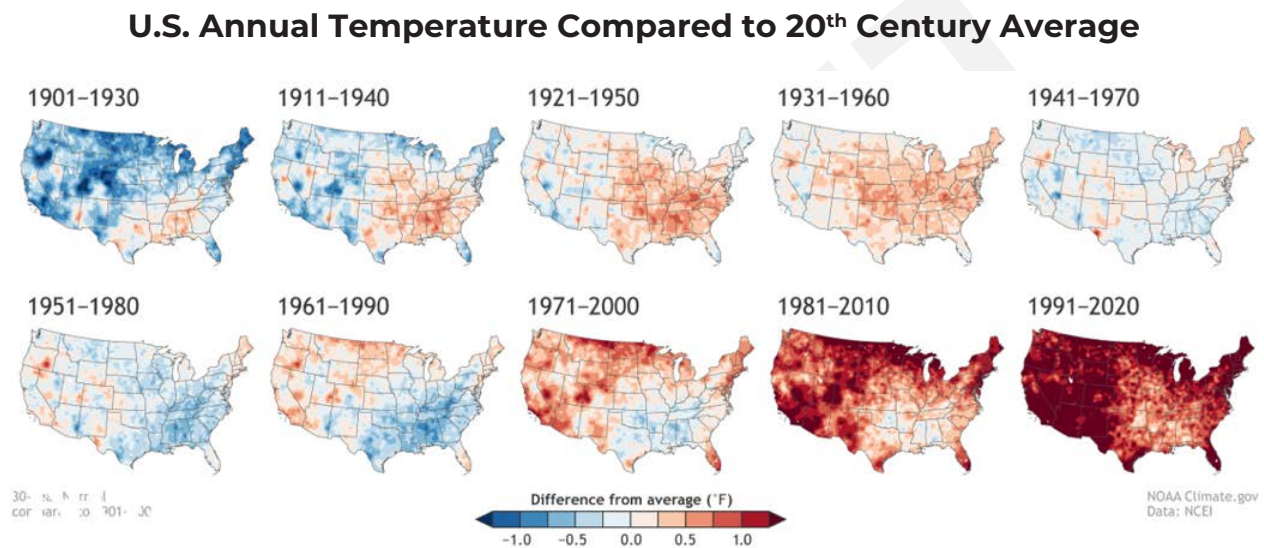 U.S. Annual Temperature Compared to 20th Century Average
1901–1930
1911–1940
1921–1950
1931–1960
1941–1970
1951–1980
1961–1990
1971–2000
1981–2010
1991–2020
30-
Difference from average (°F)
-1.0 -0.5 0.0 0.5 1.0
NOAA Climate.gov
Data: NCEI